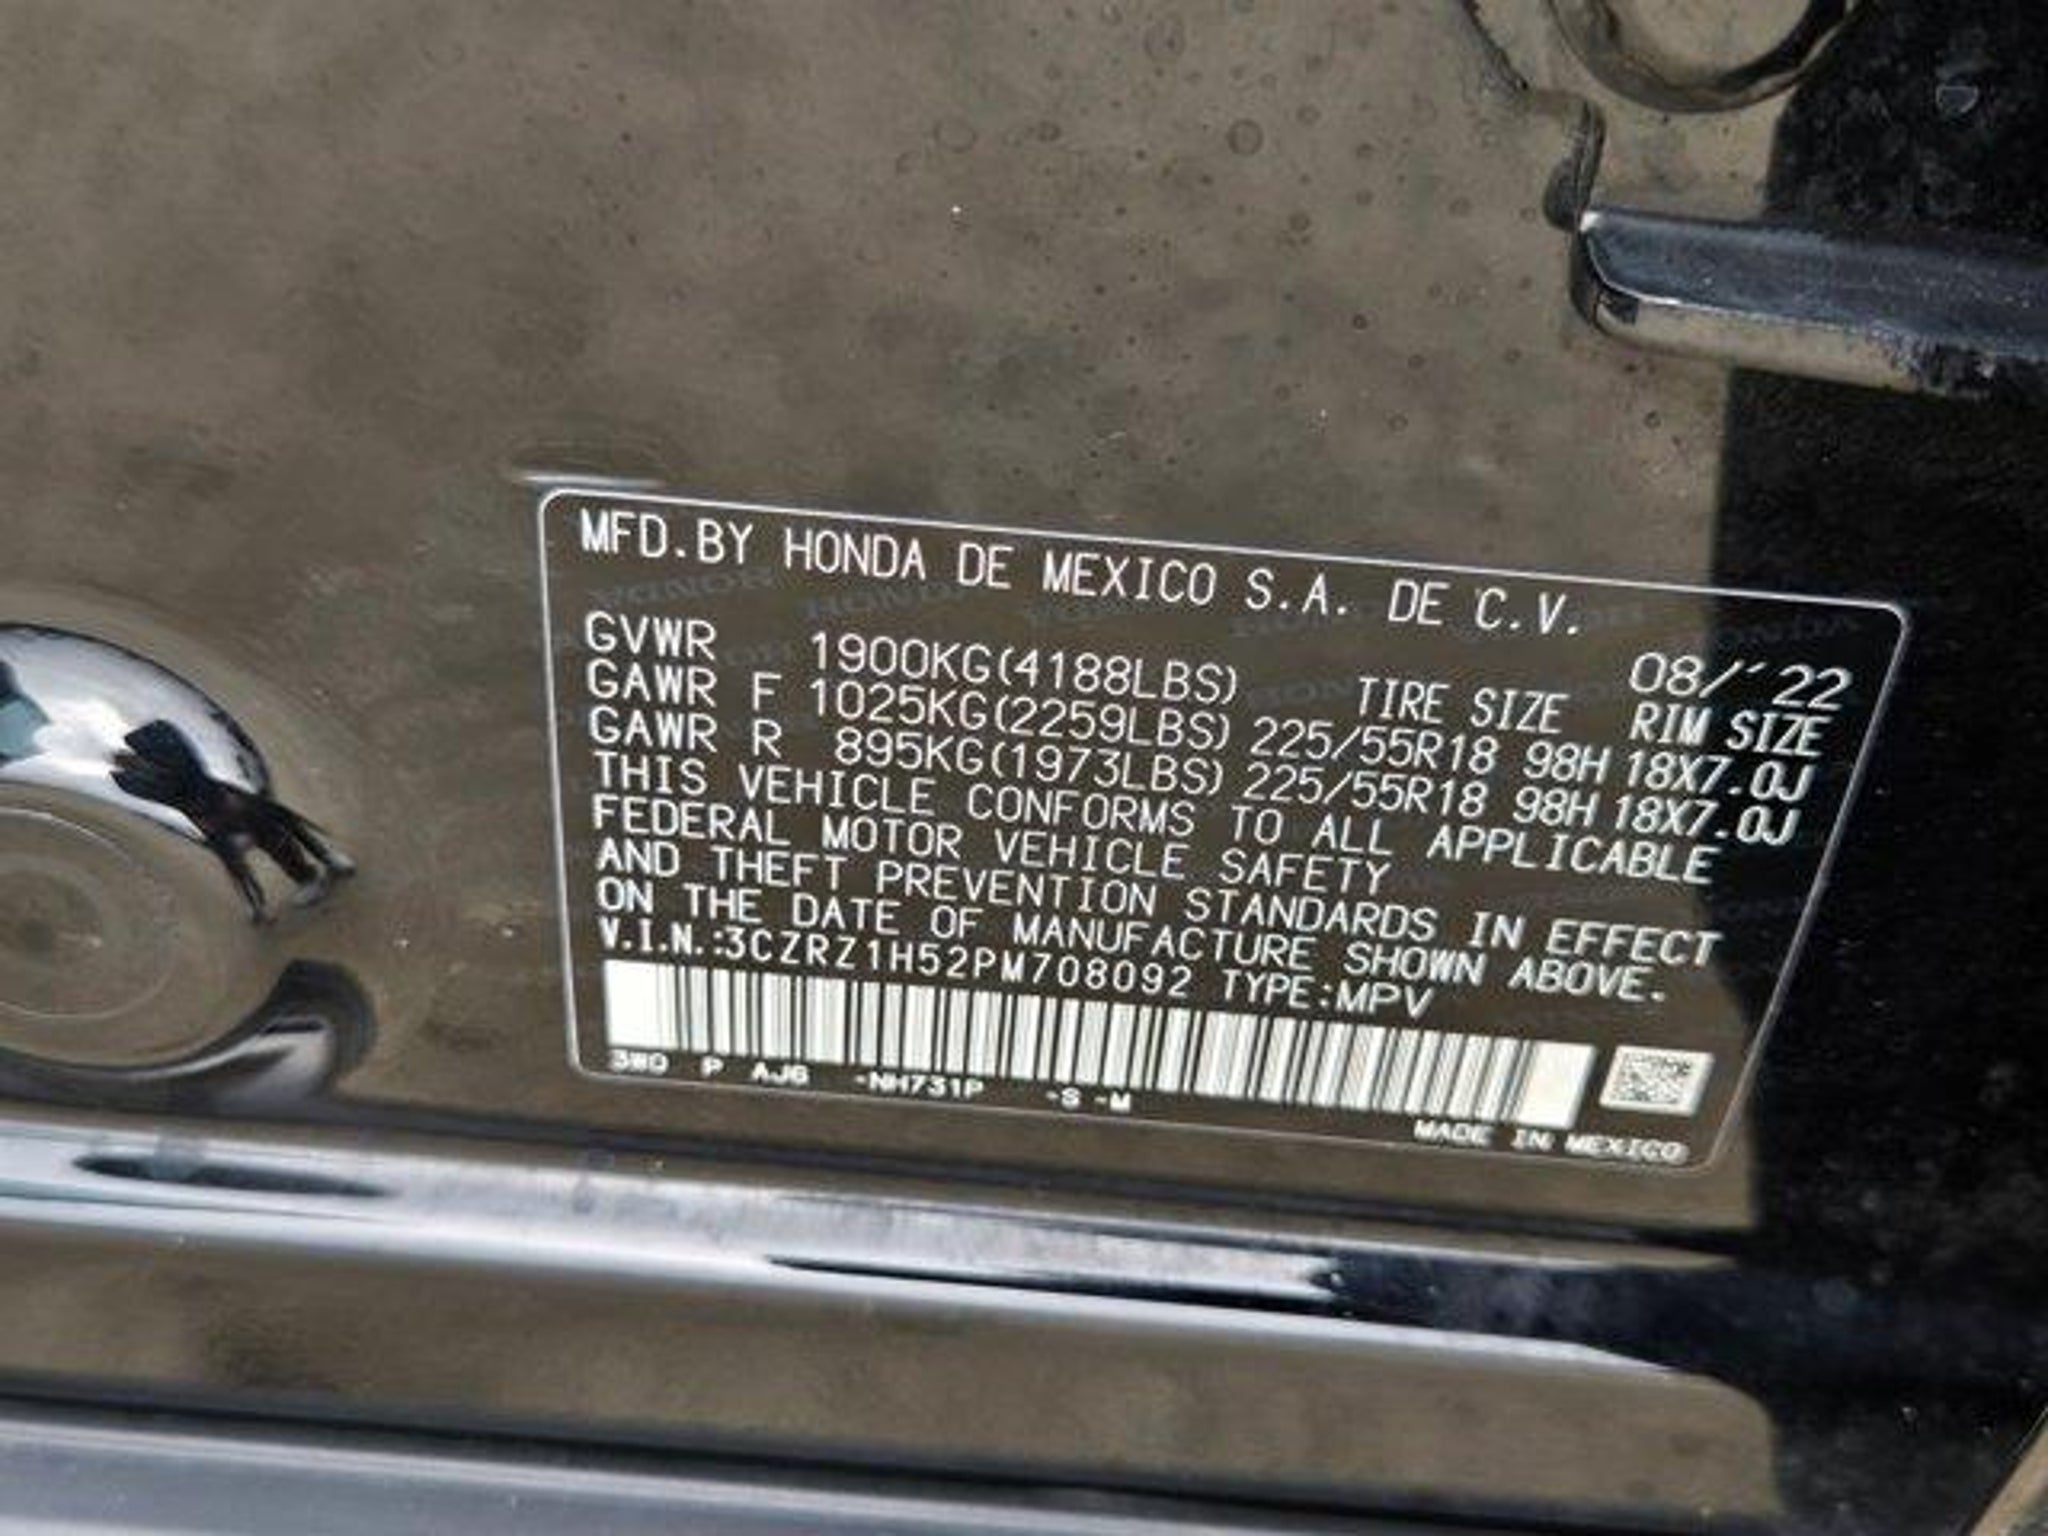 MFD.BY HONDA DE MEXICO S.A. DE C.V.
08/'22
GVWR 1900KG(4188LBS) TIRE SIZE RIM SIZE
GAWR F 1025KG(2259LBS) 225/55R18 98H 18X7.0J
GAWR R 895KG(1973LBS) 225/55R18 98H 18X7.0J
THIS VEHICLE CONFORMS TO ALL APPLICABLE
FEDERAL MOTOR VEHICLE SAFETY
AND THEFT PREVENTION STANDARDS IN EFFECT
ON THE DATE OF MANUFACTURE SHOWN ABOVE.
V.I.N.:3CZRZ1H52PM708092 TYPE:MPV
3W0 P AJG -NH731P -S -M
MADE IN MEXICO